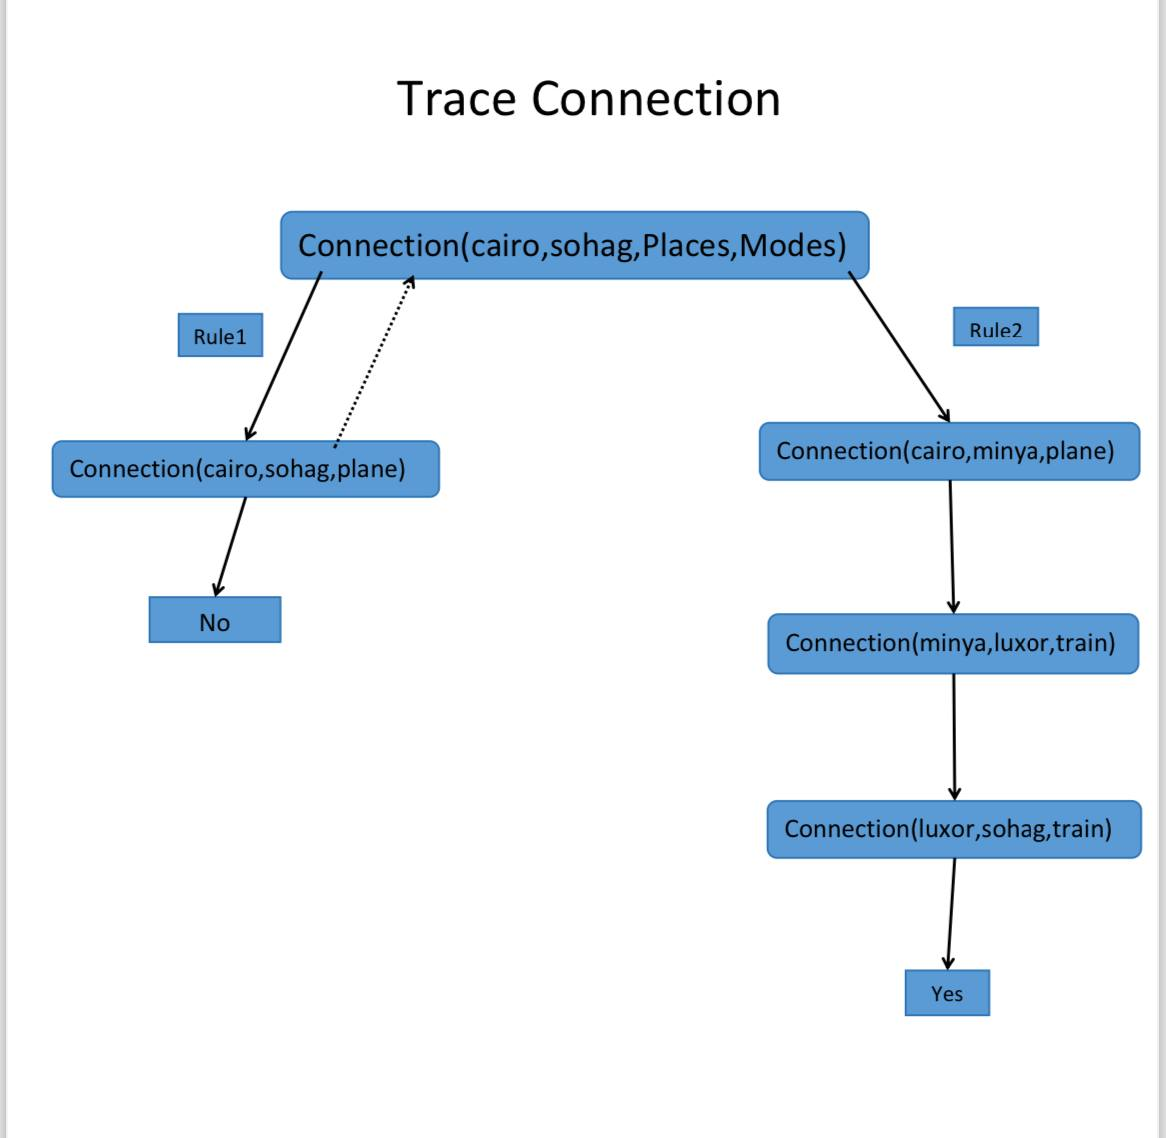 Trace Connection
Connection(cairo,sohag,Places,Modes)
Rule1
Rule2
Connection(cairo,sohag,plane)
Connection(cairo,minya,plane)
No
Connection(minya,luxor,train)
Connection(luxor,sohag,train)
Yes